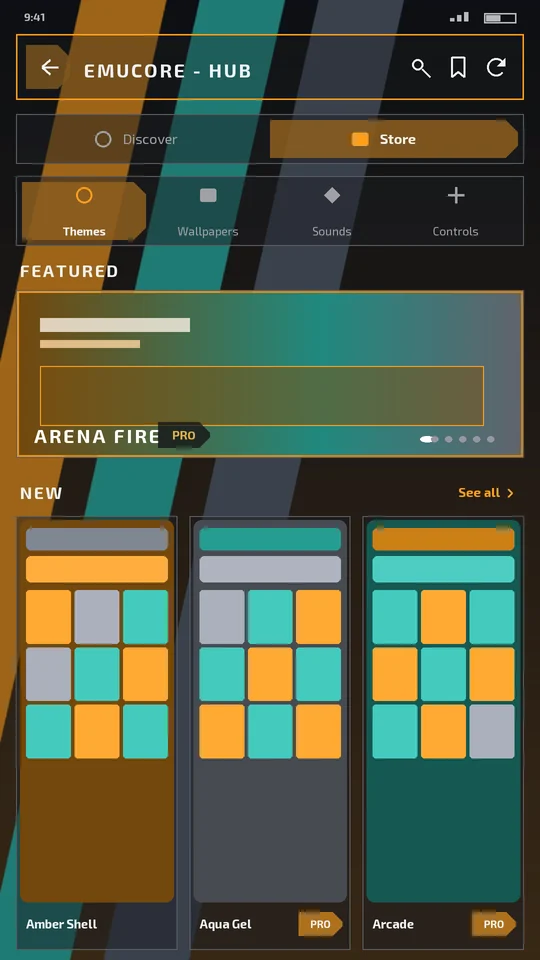 9:41
EMUCORE - HUB
Discover
Store
Themes
Wallpapers
Sounds
Controls
FEATURED
ARENA FIRE
PRO
NEW
See all
Amber Shell
Aqua Gel
PRO
Arcade
PRO